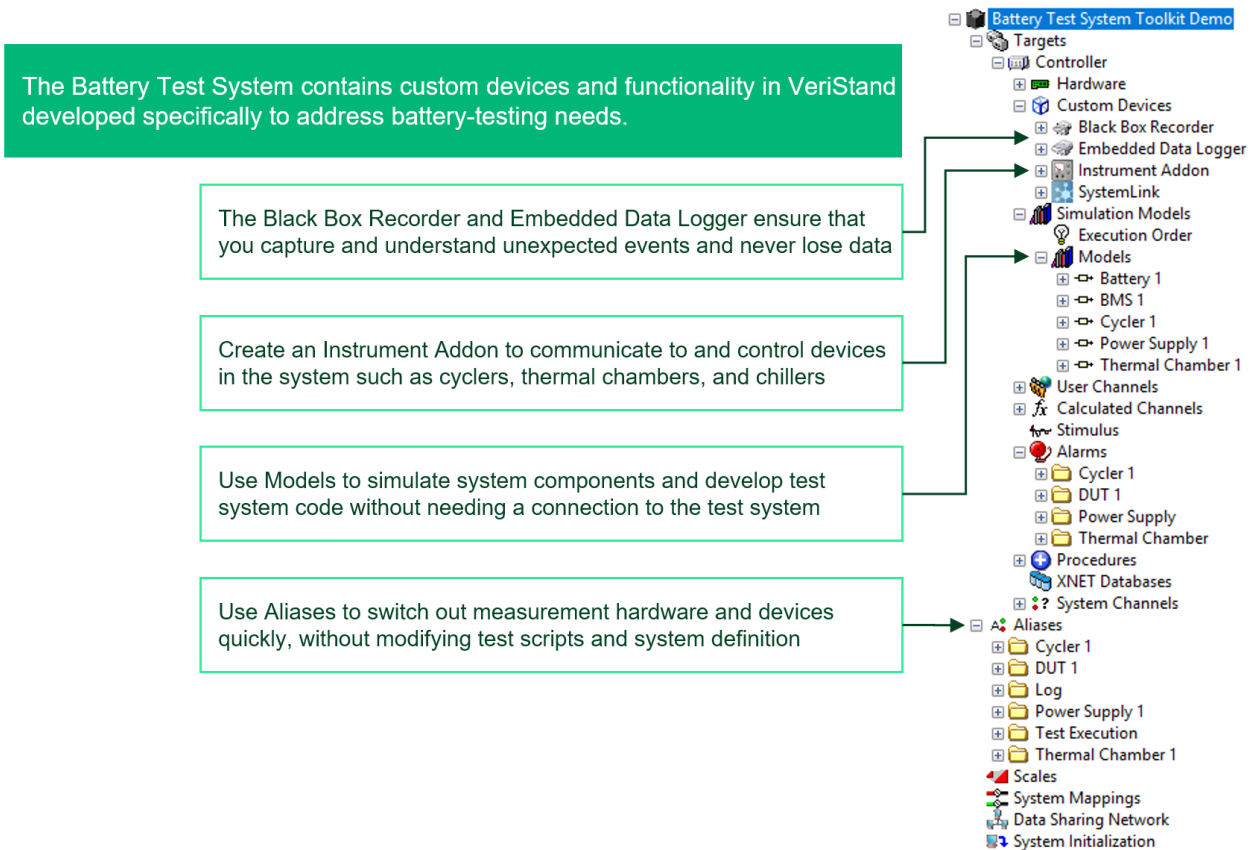 The Battery Test System contains custom devices and functionality in VeriStand
developed specifically to address battery-testing needs.
The Black Box Recorder and Embedded Data Logger ensure that
you capture and understand unexpected events and never lose data
Create an Instrument Addon to communicate to and control devices
in the system such as cyclers, thermal chambers, and chillers
Use Models to simulate system components and develop test
system code without needing a connection to the test system
Use Aliases to switch out measurement hardware and devices
quickly, without modifying test scripts and system definition
Battery Test System Toolkit Demo
Targets
Controller
Hardware
Custom Devices
Black Box Recorder
Embedded Data Logger
Instrument Addon
SystemLink
Simulation Models
Execution Order
Models
Battery 1
BMS 1
Cycler 1
Power Supply 1
Thermal Chamber 1
User Channels
fx Calculated Channels
Stimulus
Alarms
Cycler 1
DUT 1
Power Supply
Thermal Chamber
Procedures
XNET Databases
? System Channels
A Aliases
Cycler 1
DUT 1
Log
Power Supply 1
Test Execution
Thermal Chamber 1
Scales
System Mappings
Data Sharing Network
System Initialization